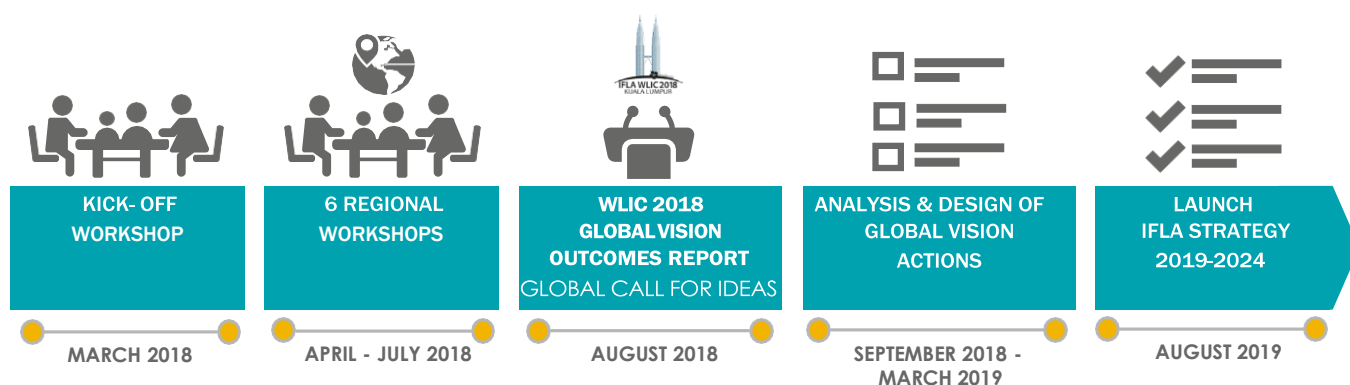 IFLA WLIC 2018
KUALA LUMPUR
KICK- OFF
WORKSHOP
MARCH 2018
6 REGIONAL
WORKSHOPS
APRIL - JULY 2018
WLIC 2018
GLOBAL VISION
OUTCOMES REPORT
GLOBAL CALL FOR IDEAS
AUGUST 2018
ANALYSIS & DESIGN OF
GLOBAL VISION
ACTIONS
SEPTEMBER 2018 -
MARCH 2019
LAUNCH
IFLA STRATEGY
2019-2024
AUGUST 2019